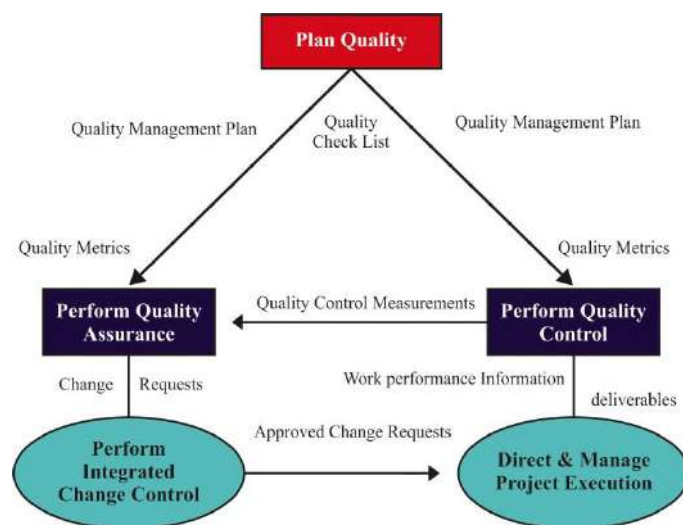 Plan Quality
Quality Management Plan
Quality
Check List
Quality Management Plan
Quality Metrics
Quality Metrics
Perform Quality
Assurance
Quality Control Measurements
Perform Quality
Control
Change Requests
Work performance Information
deliverables
Perform
Integrated
Change Control
Approved Change Requests
Direct & Manage
Project Execution